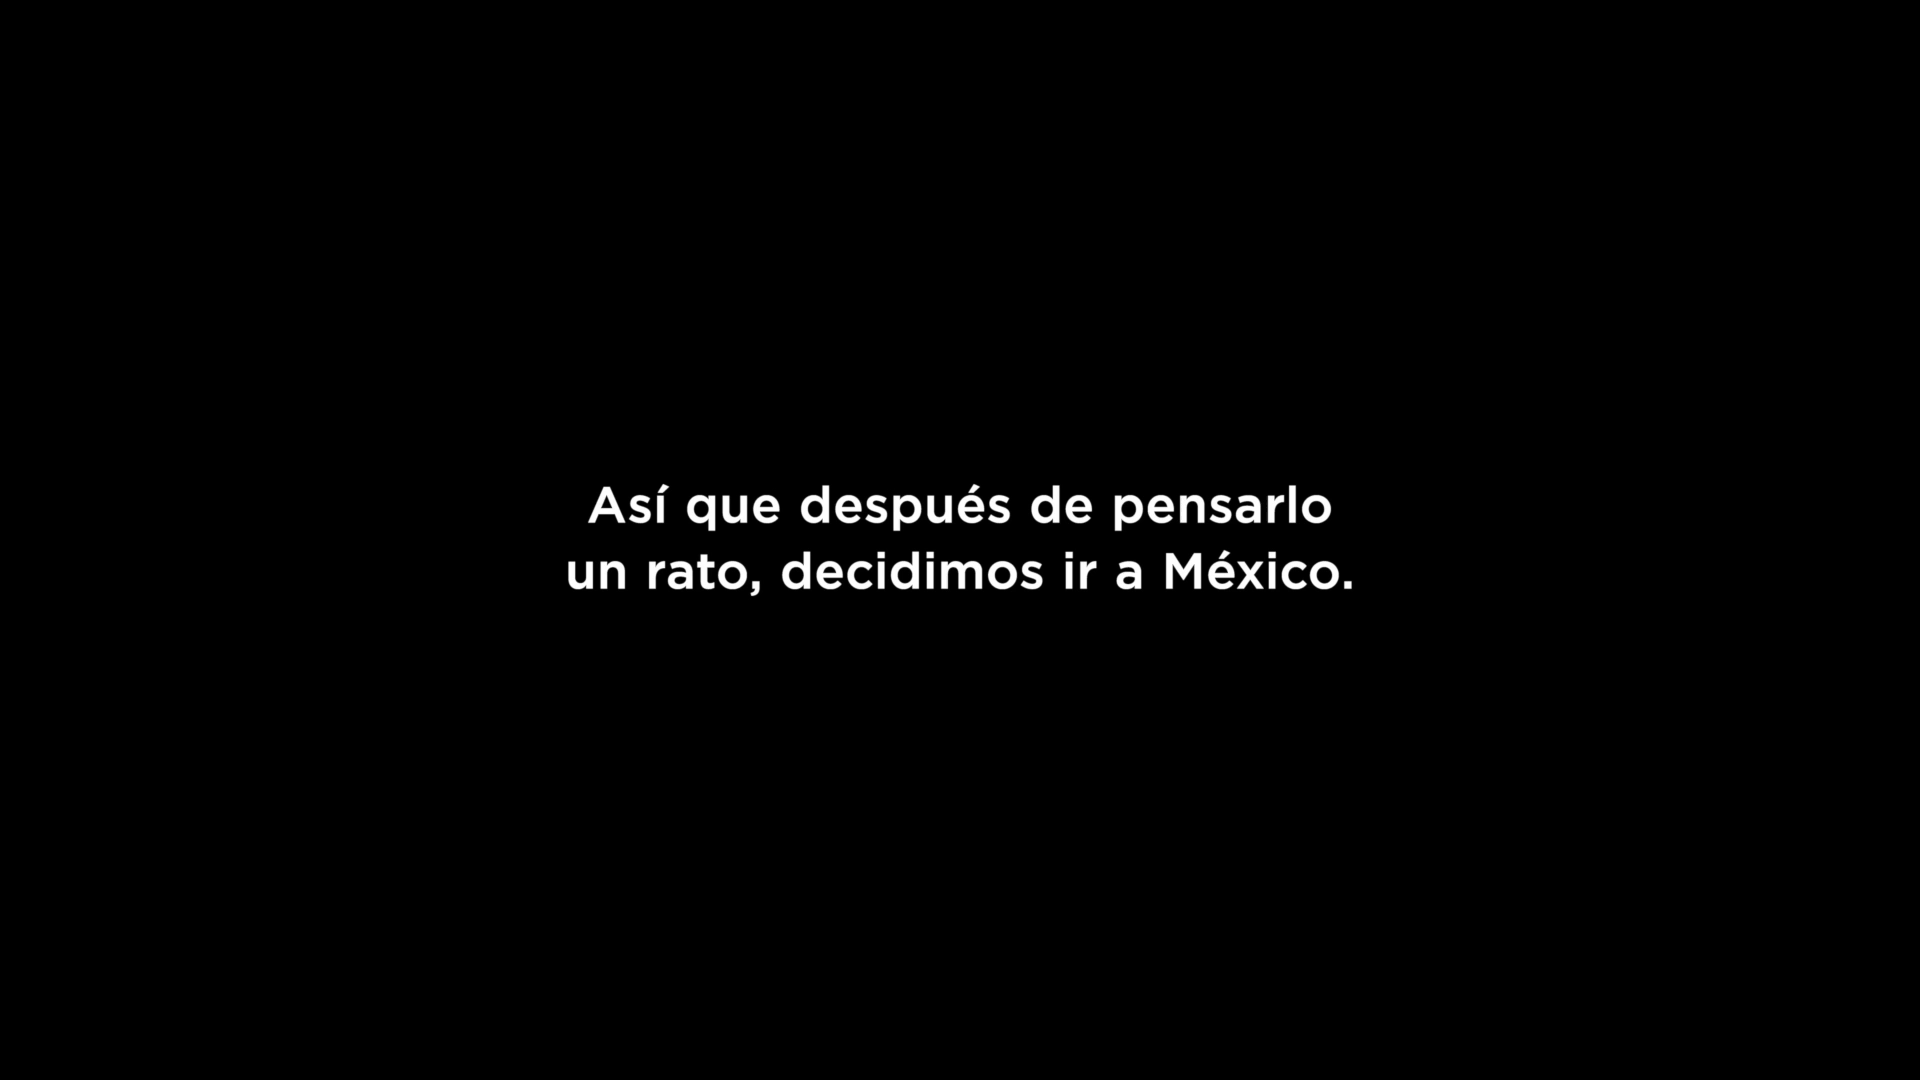 Así que después de pensarlo
un rato, decidimos ir a México.